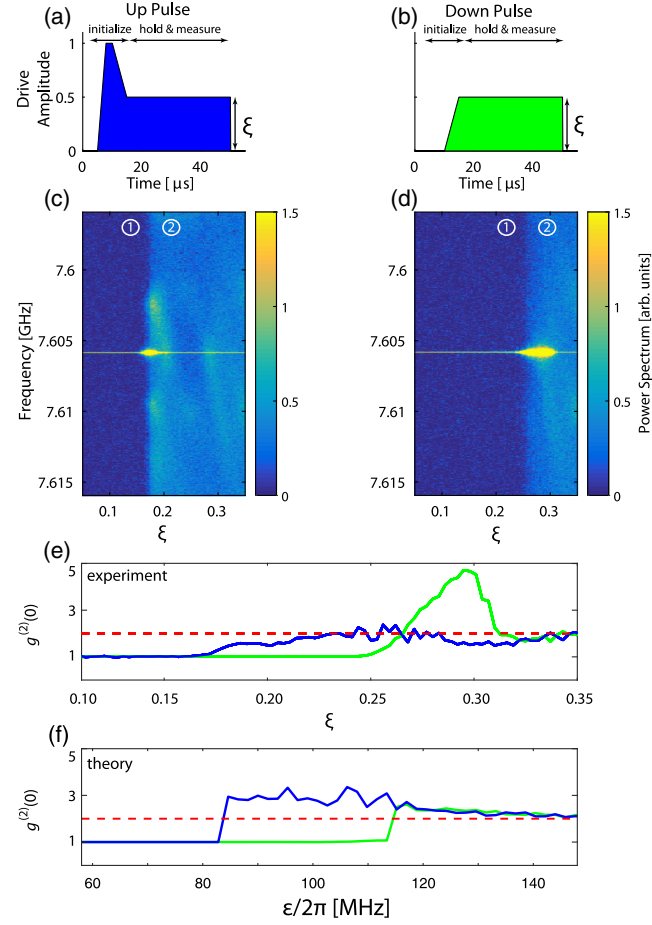 (a) Up Pulse
initialize hold & measure
1
0.5
0
Drive
Amplitude
ξ
0 20 40
Time [ μs]
(b) Down Pulse
initialize hold & measure
ξ
0 20 40
Time [ μs]
(c)
1 2
7.6
7.605
7.61
7.615
Frequency [GHz]
0.1 0.2 0.3
ξ
1.5
1
0.5
0
(d)
1 2
0.1 0.3
ξ
1.5
1
0.5
0
Power Spectrum [arb. units]
(e)
experiment
5
3
1
g(2)(0)
0.10 0.15 0.20 0.25 0.30 0.35
ξ
(f)
theory
5
3
1
g(2)(0)
60 80 100 120 140
ε/2π [MHz]